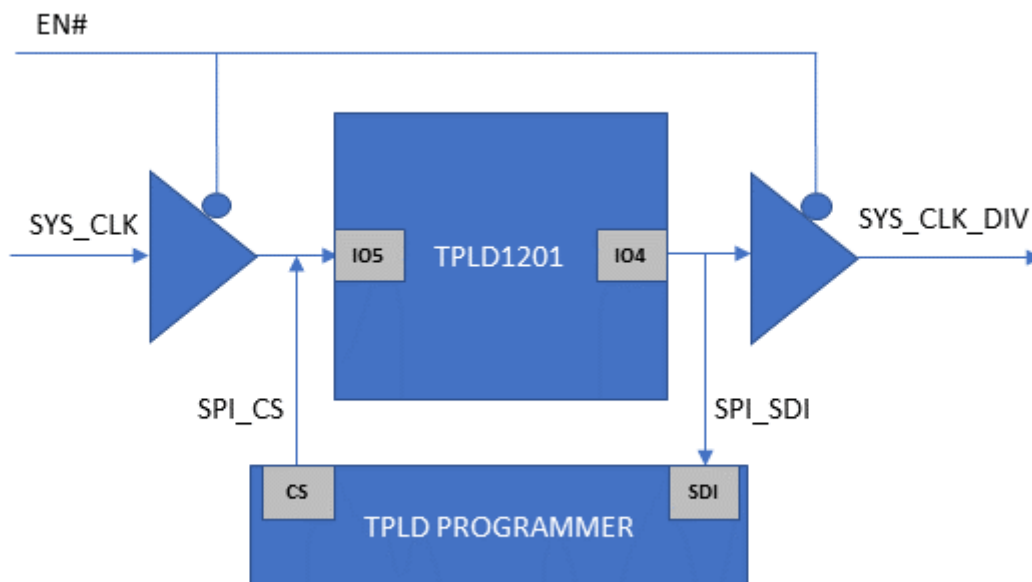 EN#
SYS_CLK
IO5
TPLD1201
IO4
SYS_CLK_DIV
SPI_CS
SPI_SDI
CS
SDI
TPLD PROGRAMMER